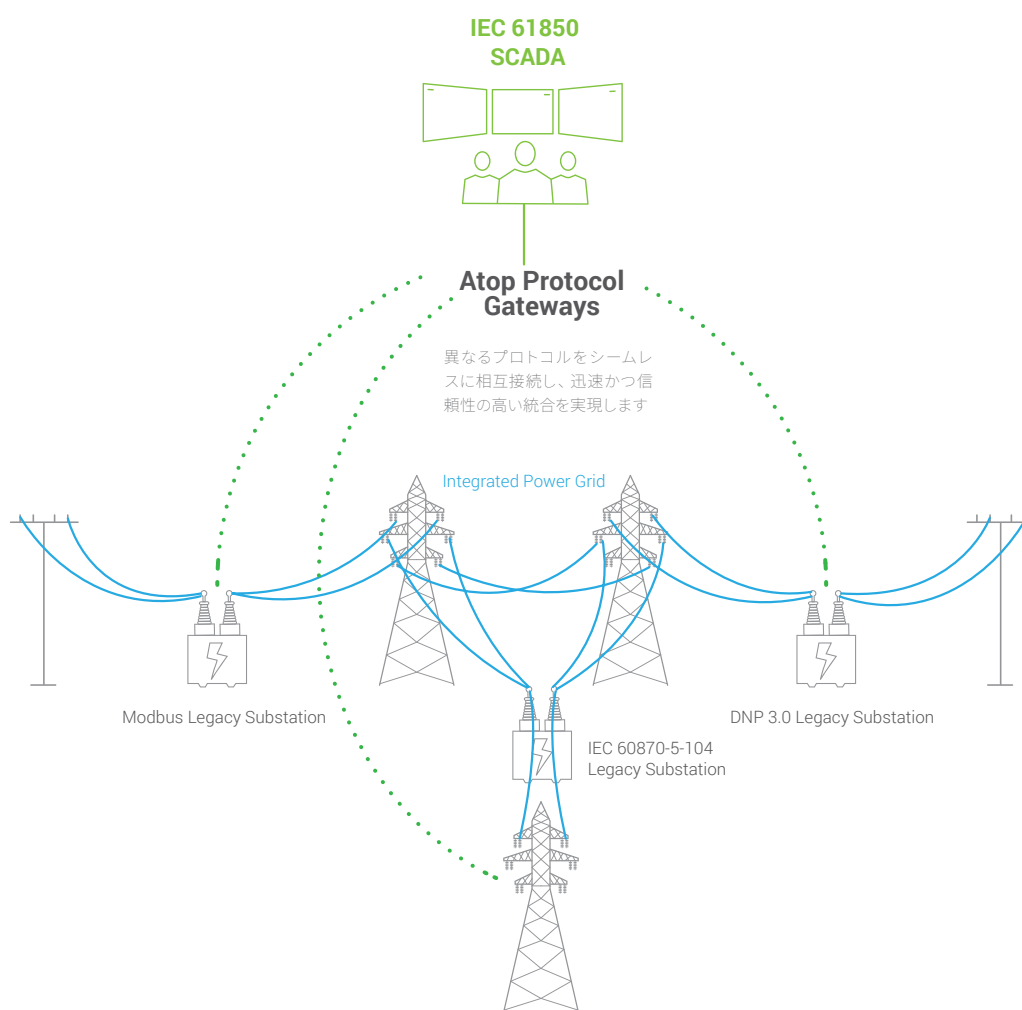 IEC 61850
SCADA
Atop Protocol
Gateways
異なるプロトコルをシームレ
スに相互接続し、迅速かつ信
頼性の高い統合を実現します
Integrated Power Grid
Modbus Legacy Substation
DNP 3.0 Legacy Substation
IEC 60870-5-104
Legacy Substation